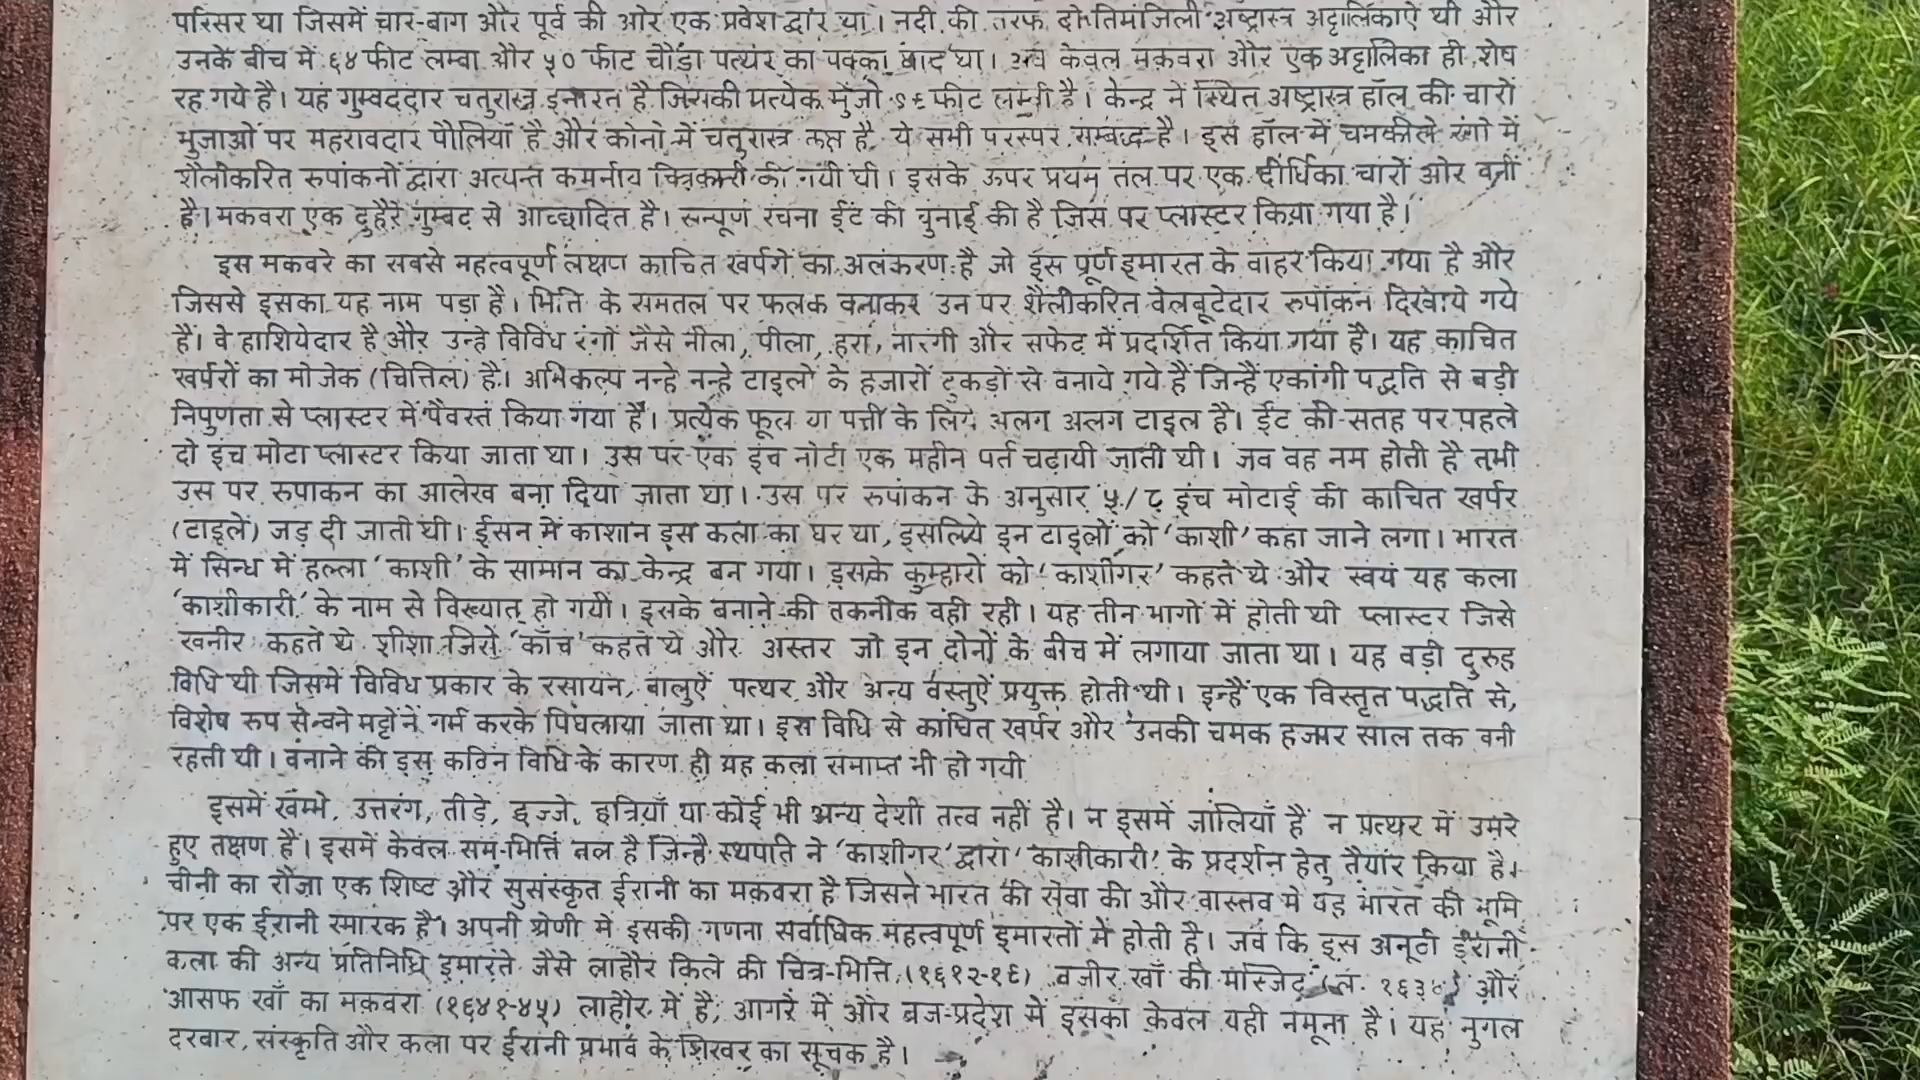 परिसर था जिसमें चार-बाग और पूर्व की ओर एक प्रवेश द्वार था। नदी की तरफ दो तिमंजिली अष्ट्रास्त्र अट्टालिकाऐं थी और
उनके बीच में ६४ फीट लम्बा और ५० फीट चौड़ा पत्थर का पक्का घाट था। अब केवल मकबरा और एक अट्टालिका ही शेष
रह गये है। यह गुम्बददार चतुरास्त्र इमारत है जिसकी प्रत्येक भुजा फीट लम्बी है। केन्द्र में स्थित अष्ट्रास्त्र हॉल की चारों
भुजाओं पर महराबदार पौलियाँ है और कोनों में चतुरास्त्र कक्ष है, ये सभी परस्पर सम्बद्ध है। इस हॉल में चमकीले रंगो में
शैलीकरित रुपांकनों द्वारा अत्यन्त कमनीय चित्रकारी की गयी थी। इसके ऊपर प्रथम तल पर एक दीर्घिका चारों ओर बनी
है। मकबरा एक दुहैरे गुम्बद से आच्छादित है। सम्पूर्ण रचना ईंट की चुनाई की है जिस पर प्लास्टर किया गया है।
इस मकबरे का सबसे महत्वपूर्ण लक्षण काचित खर्परों का अलंकरण है जो इस पूर्ण इमारत के बाहर किया गया है और
जिससे इसका यह नाम पड़ा है। भित्ति के समतल पर फलक बनाकर उन पर शैलीकरित बेलबूटेदार रुपांकन दिखाये गये
हैं। वे हाशियेदार है और उन्हे विविध रंगों जैसे नीला, पीला, हरा, नारंगी और सफेद में प्रदर्शित किया गया है। यह काचित
खर्परों का मोजेक (चित्तिल) है। अभिकल्प नन्हे नन्हे टाइलों के हजारों टुकड़ों से बनाये गये हैं जिन्हैं एकांगी पद्धति से बड़ी
निपुणता से प्लास्टर में पैवस्त किया गया है। प्रत्येक फूल या पत्ती के लिये अलग अलग टाइल है। ईंट की सतह पर पहले
दो इंच मोटा प्लास्टर किया जाता था। उस पर एक इंच मोटी एक महीन पर्त चढ़ायी जाती थी। जब वह नम होती है तभी
उस पर रुपाकन का आलेख बना दिया जाता था। उस पर रुपांकन के अनुसार ५/८ इंच मोटाई की काचित खर्पर
(टाइलें) जड़ दी जाती थी। ईरान में काशान इस कला का घर था, इसलिये इन टाइलों को 'काशी' कहा जाने लगा। भारत
में सिन्ध में हल्ला 'काशी' के सामान का केन्द्र बन गया। इसके कुम्हारों को 'काशीगर' कहते थे और स्वयं यह कला
'काशीकारी' के नाम से विख्यात हो गयी। इसके बनाने की तकनीक वही रही। यह तीन भागों में होती थी प्लास्टर जिसे
खमीर कहते थे शीशा जिसे 'काँच' कहते थे और अस्तर जो इन दोनों के बीच में लगाया जाता था। यह बड़ी दुरुह
विधि थी जिसमें विविध प्रकार के रसायन, बालुऐं पत्थर और अन्य वस्तुऐं प्रयुक्त होती थी। इन्हैं एक विस्तृत पद्धति से,
विशेष रुप से बने भट्टों में गर्म करके पिघलाया जाता था। इस विधि से काचित खर्पर और उनकी चमक हजार साल तक बनी
रहती थी। बनाने की इस कठिन विधि के कारण ही यह कला समाप्त भी हो गयी
इसमें खम्भे, उत्तरंग, तोड़े, छज्जे, छत्रियाँ या कोई भी अन्य देशी तत्व नहीं है। न इसमें जालियाँ हैं न पत्थर में उभरे
हुए तक्षण हैं। इसमें केवल सम-भित्ति तल है जिन्हैं स्थपति ने 'काशीगर' द्वारा 'काशीकारी' के प्रदर्शन हेतु तैयार किया है।
चीनी का रौजा एक शिष्ट और सुसंस्कृत ईरानी का मकबरा है जिसने भारत की सेवा की और वास्तव मे यह भारत की भूमि
पर एक ईरानी स्मारक है। अपनी श्रेणी में इसकी गणना सर्वाधिक महत्वपूर्ण इमारतों में होती है। जब कि इस अनूठी ईरानी
कला की अन्य प्रतिनिधि इमारते जैसे लाहौर किले की चित्र-भित्ति (१६१२-१९) वजीर खाँ की मस्जिद और
आसफ खाँ का मकबरा (१६४१-४५) लाहौर में है, आगरे में और ब्रज-प्रदेश में इसका केवल यही नमूना है। यह मुगल
दरबार, संस्कृति और कला पर ईरानी प्रभाव के शिखर का सूचक है।